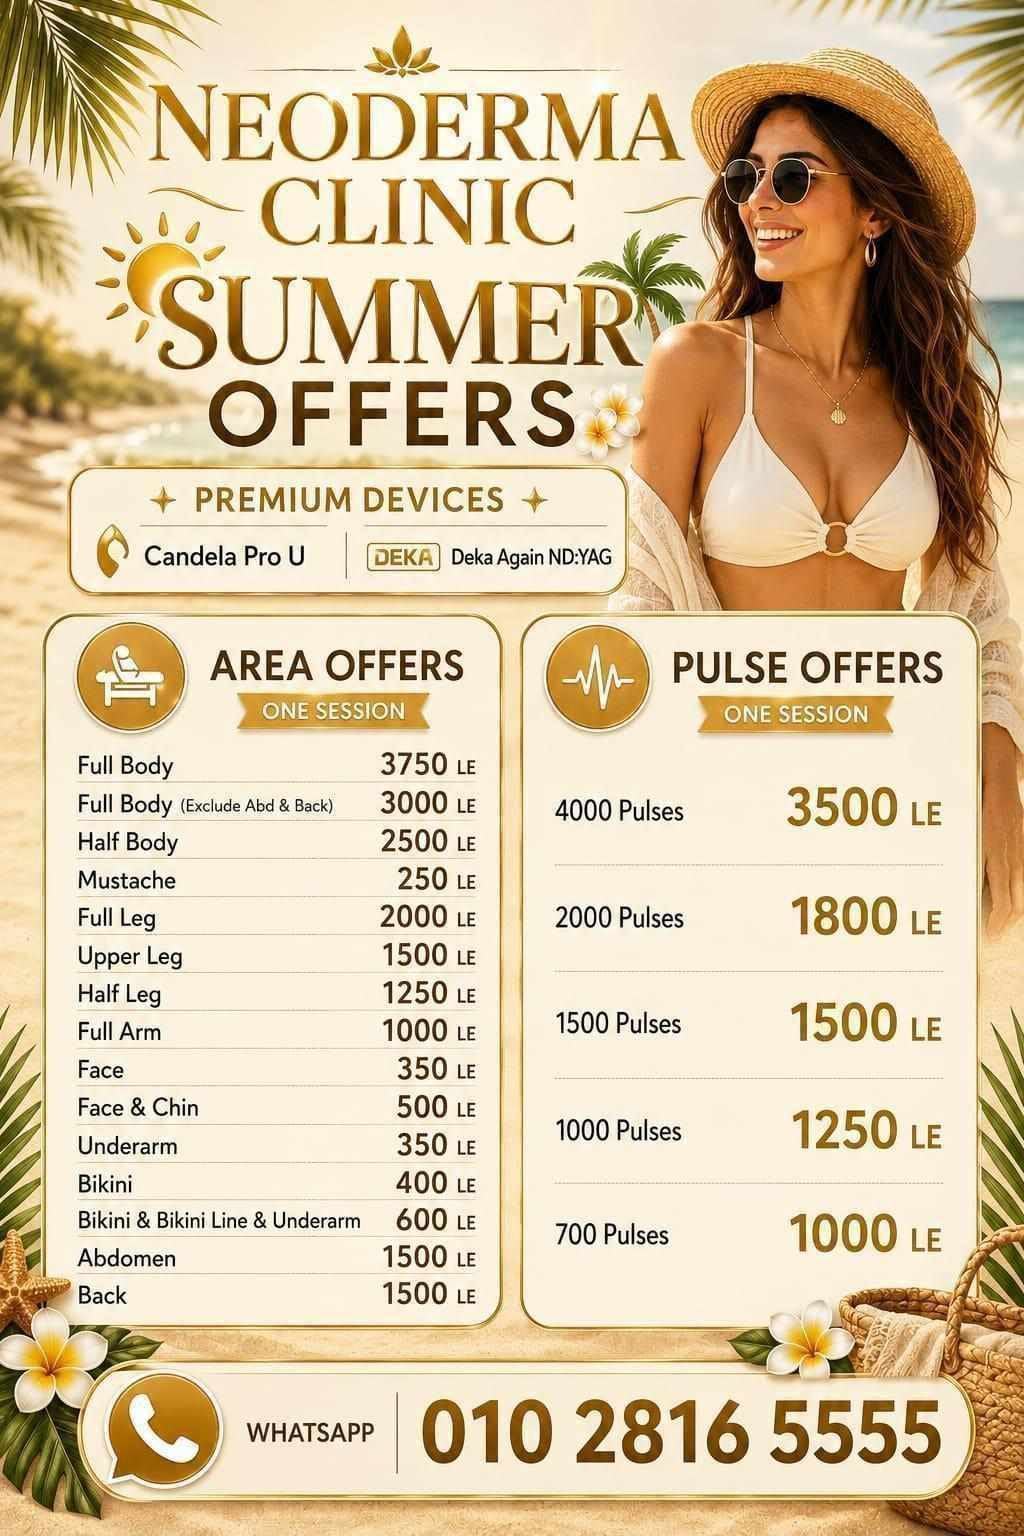 NEODERMA
CLINIC
SUMMER
OFFERS
PREMIUM DEVICES
Candela Pro U
DEKA Deka Again ND:YAG
AREA OFFERS
ONE SESSION
Full Body 3750 LE
Full Body (Exclude Abd & Back) 3000 LE
Half Body 2500 LE
Mustache 250 LE
Full Leg 2000 LE
Upper Leg 1500 LE
Half Leg 1250 LE
Full Arm 1000 LE
Face 350 LE
Face & Chin 500 LE
Underarm 350 LE
Bikini 400 LE
Bikini & Bikini Line & Underarm 600 LE
Abdomen 1500 LE
Back 1500 LE
PULSE OFFERS
ONE SESSION
4000 Pulses 3500 LE
2000 Pulses 1800 LE
1500 Pulses 1500 LE
1000 Pulses 1250 LE
700 Pulses 1000 LE
WHATSAPP 010 2816 5555